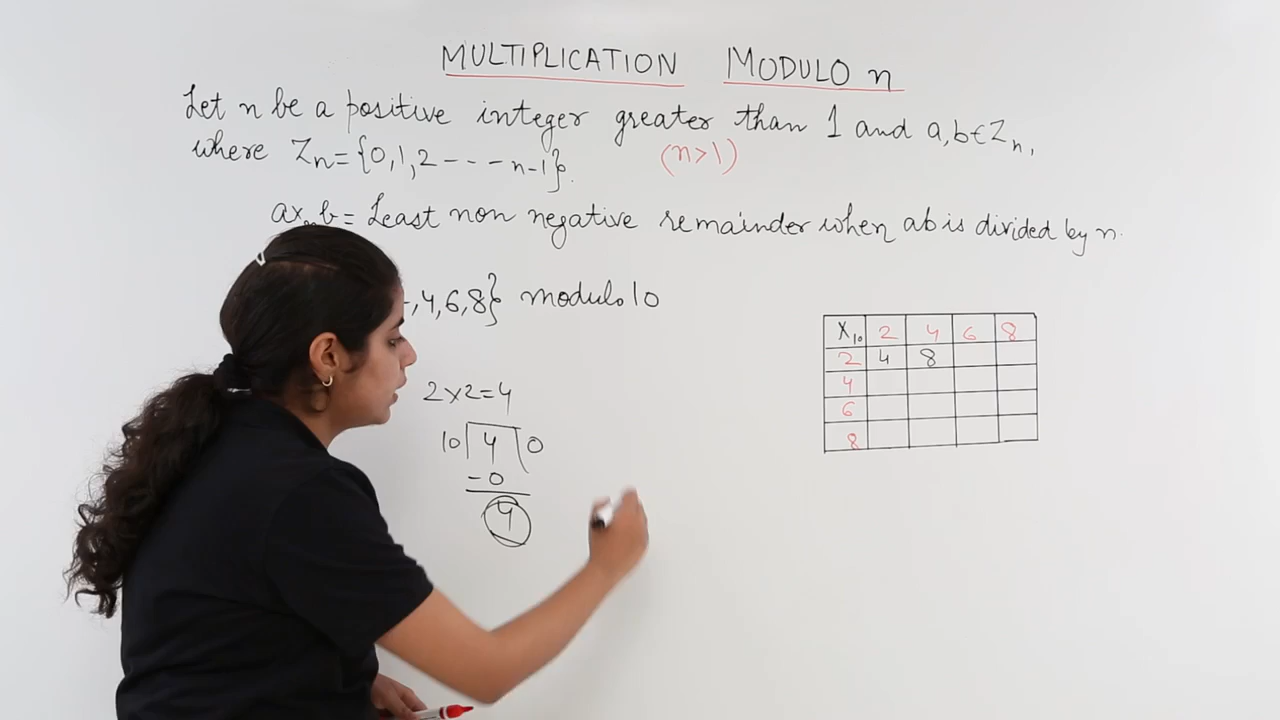 MULTIPLICATION MODULO n
Let n be a positive integer greater than 1 and a, b ∈ Zn,
where Zn = {0, 1, 2 - - - - n-1}. (n>1)
b = Least non negative remainder when ab is divided by n.
,4,6,8} modulo 10
2 x 2 = 4
10 4 0
- 0
4
X10 2 4 6 8
2 4 8
4
6
8